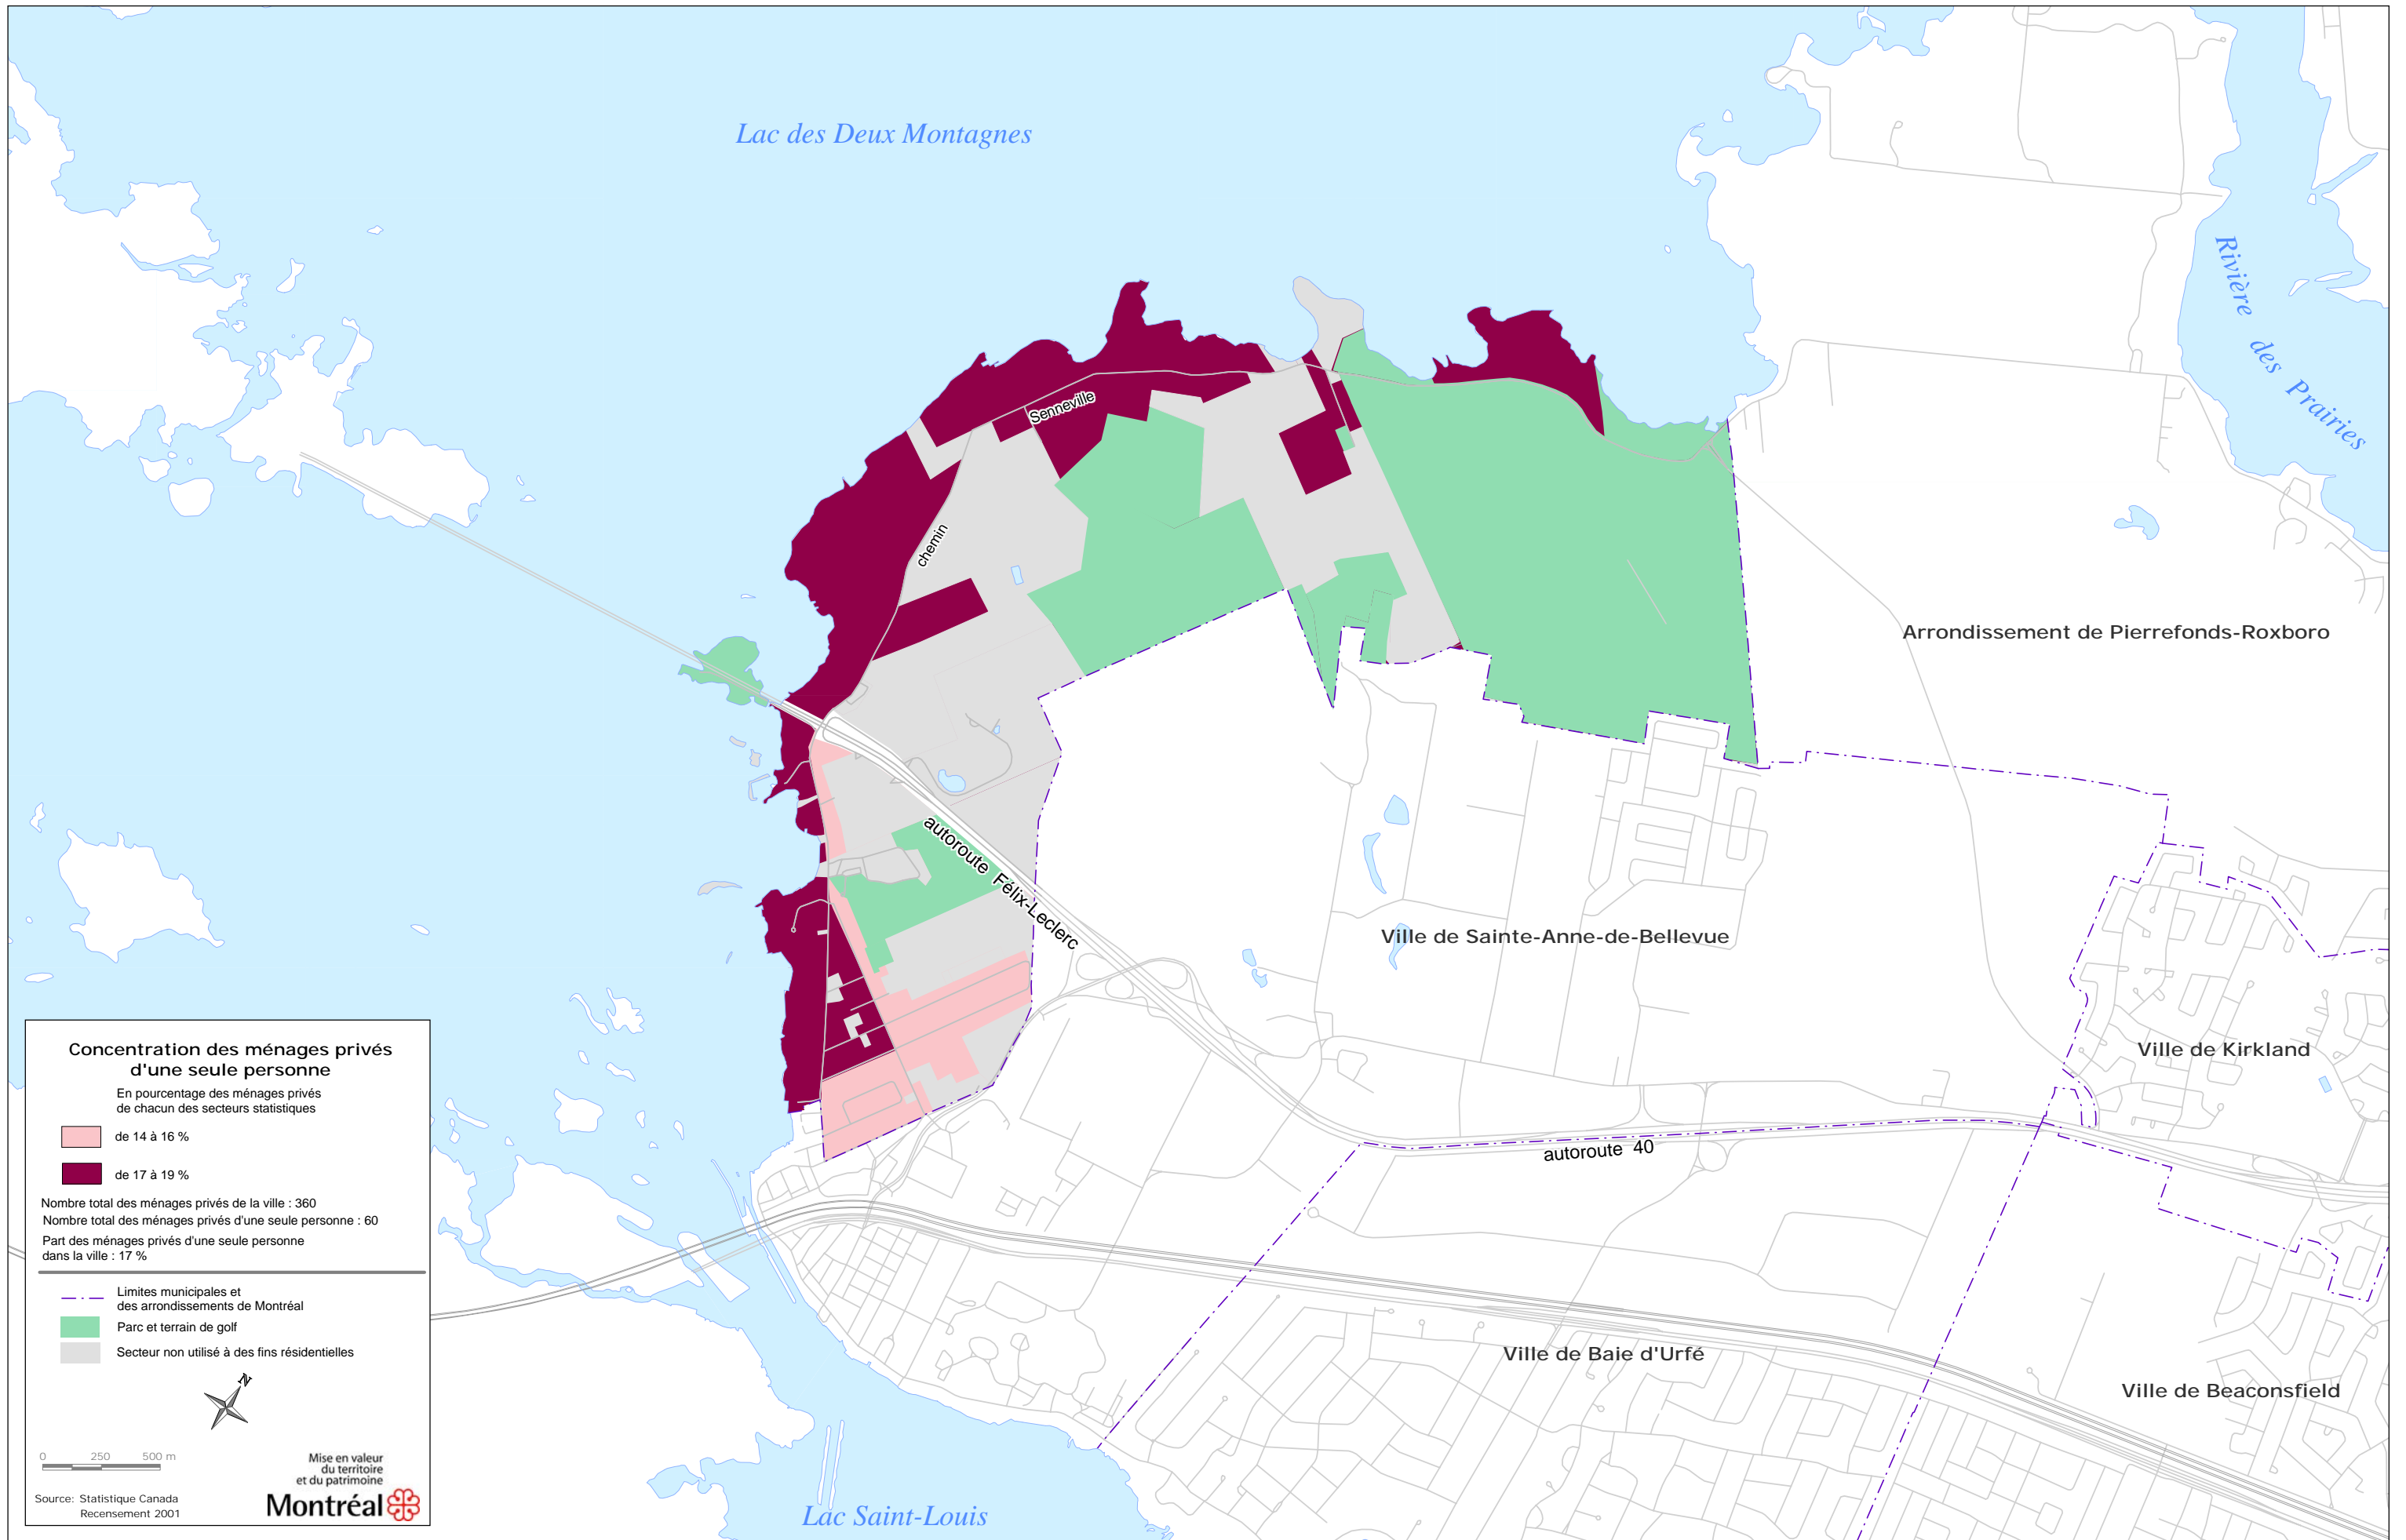 Lac des Deux Montagnes
Rivière
des Prairies
Senneville
chemin
Arrondissement de Pierrefonds-Roxboro
autoroute Félix-Leclerc
Ville de Sainte-Anne-de-Bellevue
Ville de Kirkland
autoroute 40
Ville de Baie d'Urfé
Ville de Beaconsfield
Lac Saint-Louis
Concentration des ménages privés
d'une seule personne
En pourcentage des ménages privés
de chacun des secteurs statistiques
de 14 à 16 %
de 17 à 19 %
Nombre total des ménages privés de la ville : 360
Nombre total des ménages privés d'une seule personne : 60
Part des ménages privés d'une seule personne
dans la ville : 17 %
Limites municipales et
des arrondissements de Montréal
Parc et terrain de golf
Secteur non utilisé à des fins résidentielles
N
0 250 500 m
Mise en valeur
du territoire
et du patrimoine
Montréal
Source: Statistique Canada
Recensement 2001